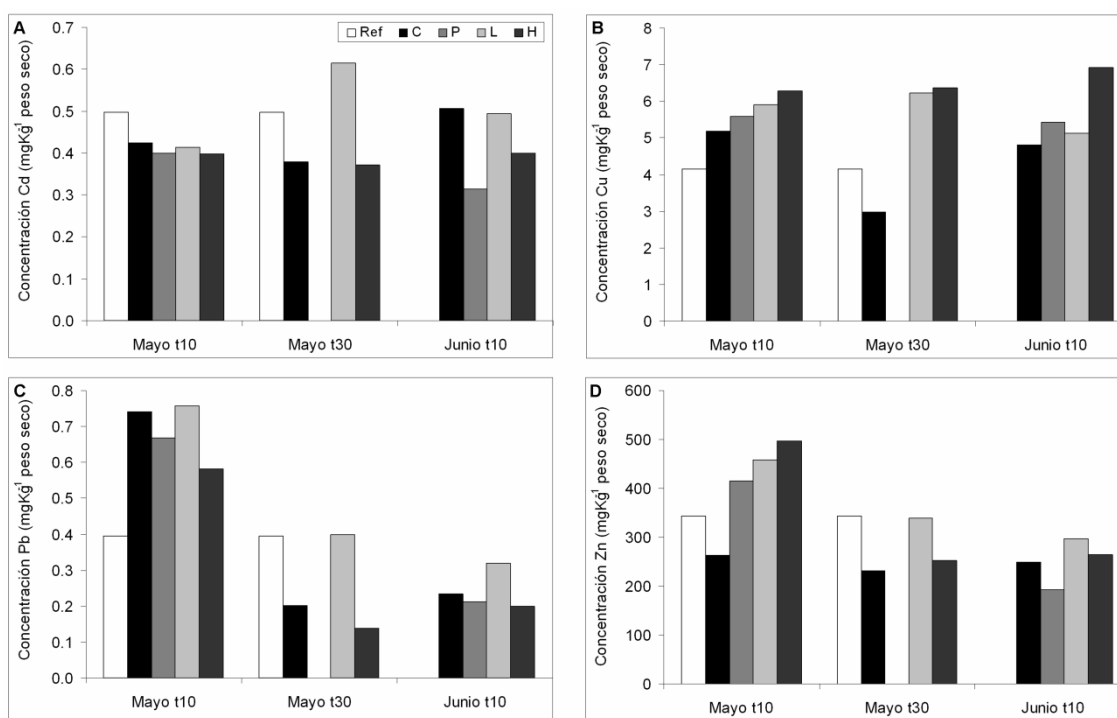 A
Concentración Cd (mgKg⁻¹ peso seco)
0.7
0.6
0.5
0.4
0.3
0.2
0.1
0.0
Ref C P L H
Mayo t10 Mayo t30 Junio t10
B
Concentración Cu (mgKg⁻¹ peso seco)
8
7
6
5
4
3
2
1
0
Mayo t10 Mayo t30 Junio t10
C
Concentración Pb (mgKg⁻¹ peso seco)
0.8
0.7
0.6
0.5
0.4
0.3
0.2
0.1
0.0
Mayo t10 Mayo t30 Junio t10
D
Concentración Zn (mgKg⁻¹ peso seco)
600
500
400
300
200
100
0
Mayo t10 Mayo t30 Junio t10